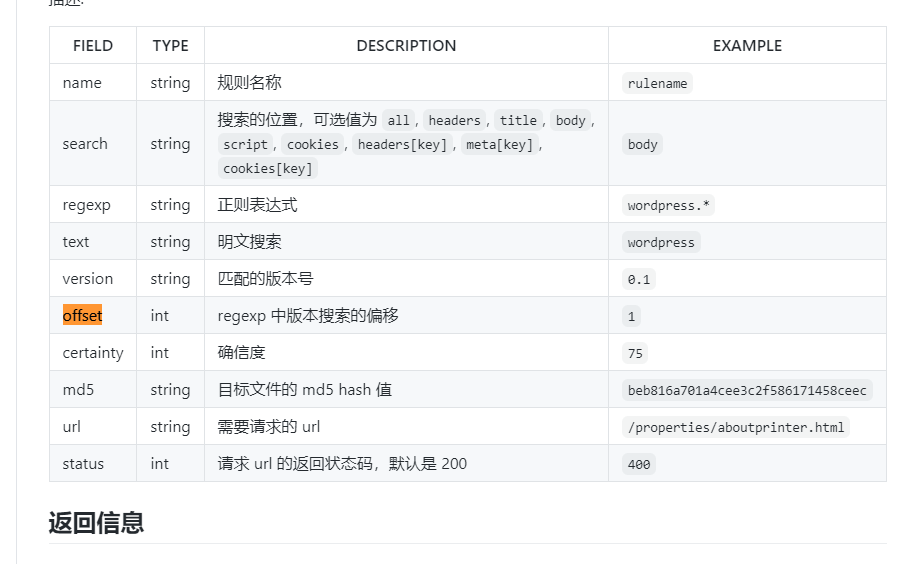 描述:
FIELD TYPE DESCRIPTION EXAMPLE
name string 规则名称 rulename
search string 搜索的位置，可选值为 all, headers, title, body, script, cookies, headers[key], meta[key], cookies[key] body
regexp string 正则表达式 wordpress.*
text string 明文搜索 wordpress
version string 匹配的版本号 0.1
offset int regexp 中版本搜索的偏移 1
certainty int 确信度 75
md5 string 目标文件的 md5 hash 值 beb816a701a4cee3c2f586171458ceec
url string 需要请求的 url /properties/aboutprinter.html
status int 请求 url 的返回状态码，默认是 200 400
返回信息